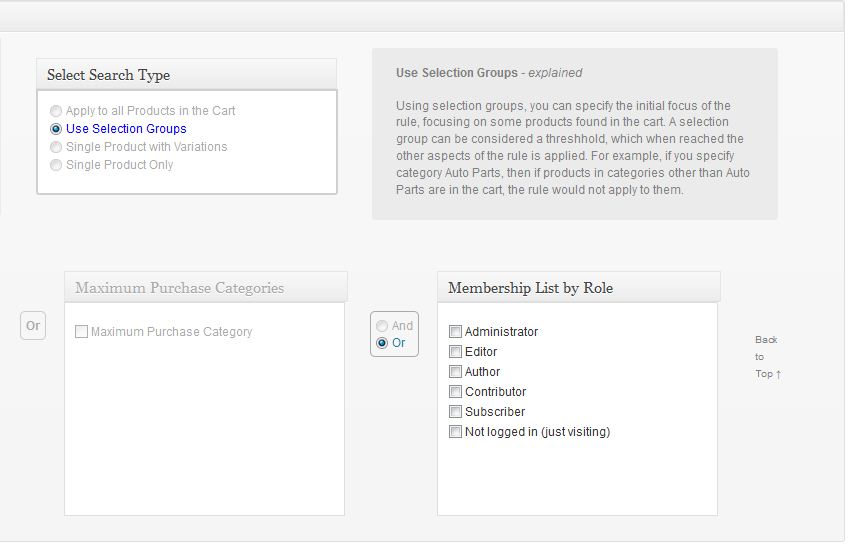 Select Search Type
Apply to all Products in the Cart
Use Selection Groups
Single Product with Variations
Single Product Only
Use Selection Groups - explained
Using selection groups, you can specify the initial focus of the
rule, focusing on some products found in the cart. A selection
group can be considered a threshhold, which when reached the
other aspects of the rule is applied. For example, if you specify
category Auto Parts, then if products in categories other than Auto
Parts are in the cart, the rule would not apply to them.
Or
Maximum Purchase Categories
Maximum Purchase Category
And
Or
Membership List by Role
Administrator
Editor
Author
Contributor
Subscriber
Not logged in (just visiting)
Back
to
Top ↑